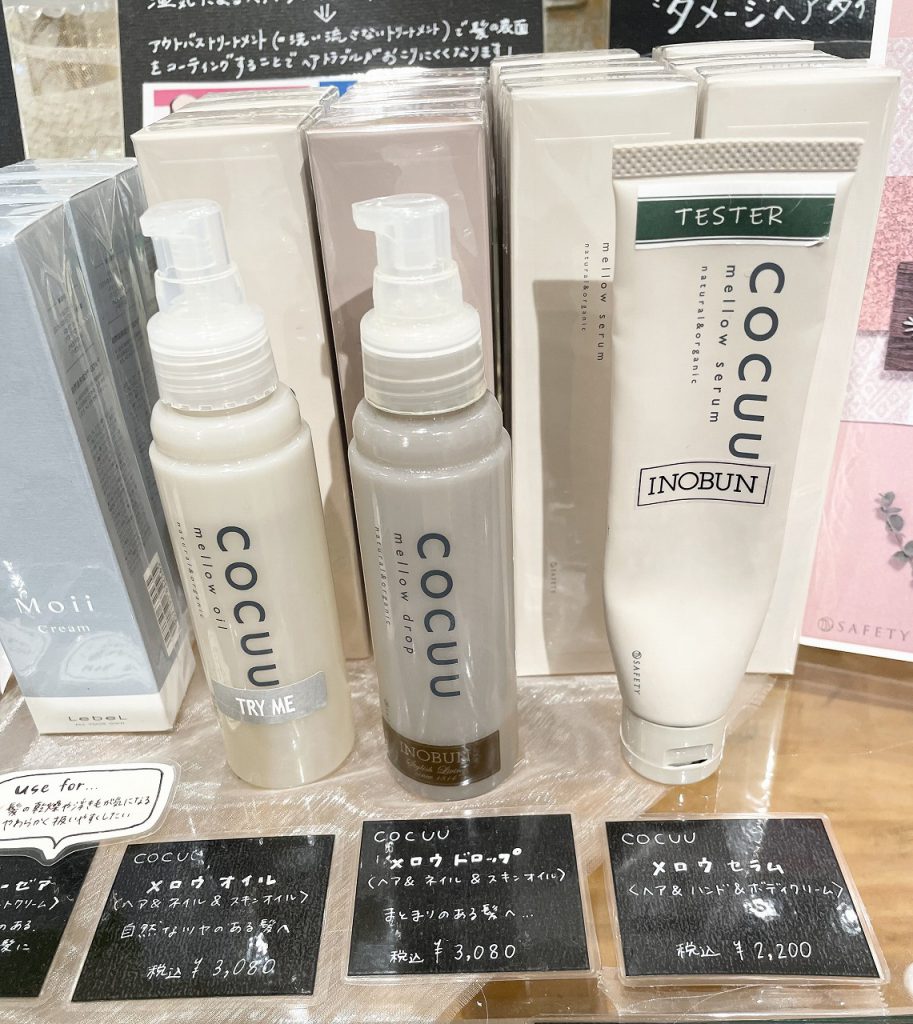 アウトバストリートメント(=洗い流さないトリートメント)で髪の表面
をコーティングすることでヘアトラブルがおこりにくくなります!
ダメージヘア
TESTER
cocuu
mellow serum
natural&organic
INOBUN
SAFETY
mellow serum
natural&organic
SAFETY
cocuu
mellow oil
natural&organic
TRY ME
cocuu
mellow drop
natural&organic
INOBUN
Stylish Living
Since 1814
Moii
Cream
LebeL
SAFETY
use for...
髪の乾燥や浮き毛が気になる
やわらかく扱いやすくしたい
COCUU
メロウ オイル
〈ヘア& ネイル & スキンオイル〉
自然なツヤのある髪へ
税込 ¥3,080
COCUU
メロウ ドロップ
〈ヘア& ネイル & スキンオイル〉
まとまりのある髪へ...
税込 ¥3,080
COCUU
メロウ セラム
〈ヘア& ハンド&ボディクリーム〉
税込 ¥2,200